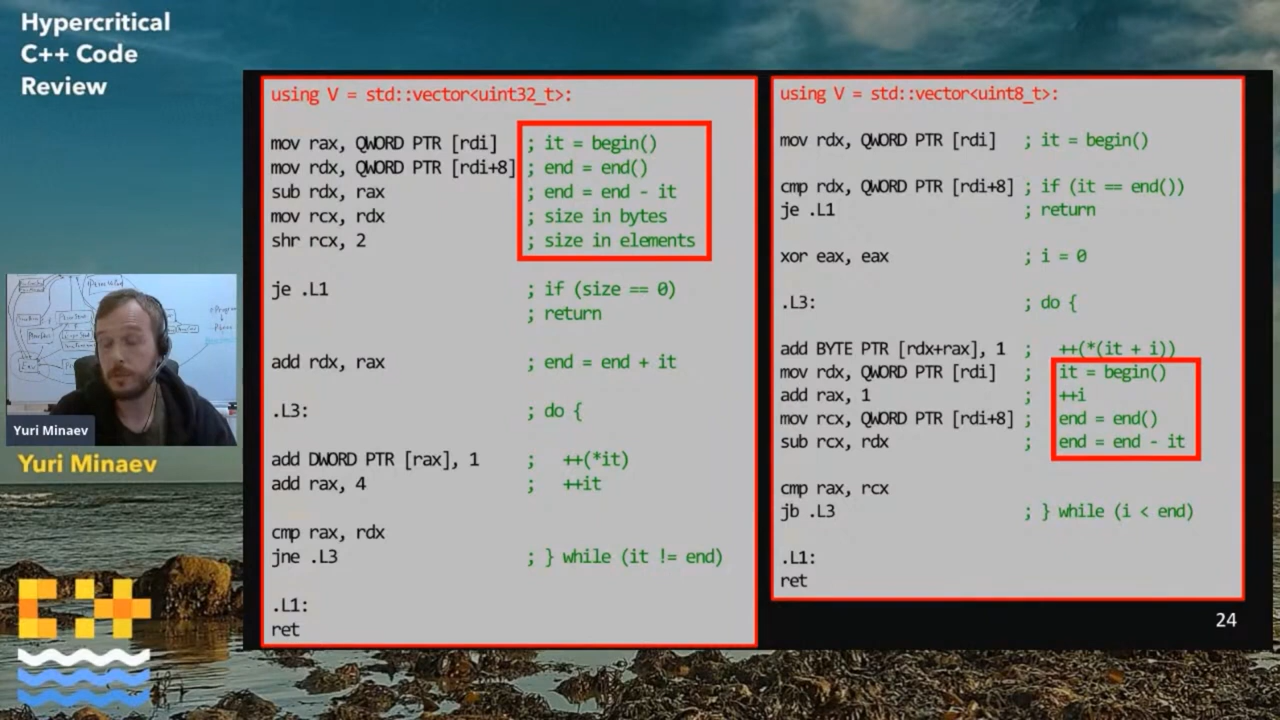 Hypercritical
C++ Code
Review
using V = std::vector<uint32_t>:
mov rax, QWORD PTR [rdi] ; it = begin()
mov rdx, QWORD PTR [rdi+8] ; end = end()
sub rdx, rax ; end = end - it
mov rcx, rdx ; size in bytes
shr rcx, 2 ; size in elements
je .L1 ; if (size == 0)
; return
add rdx, rax ; end = end + it
.L3: ; do {
add DWORD PTR [rax], 1 ; ++(*it)
add rax, 4 ; ++it
cmp rax, rdx
jne .L3 ; } while (it != end)
.L1:
ret
using V = std::vector<uint8_t>:
mov rdx, QWORD PTR [rdi] ; it = begin()
cmp rdx, QWORD PTR [rdi+8] ; if (it == end())
je .L1 ; return
xor eax, eax ; i = 0
.L3: ; do {
add BYTE PTR [rdx+rax], 1 ; ++(*(it + i))
mov rdx, QWORD PTR [rdi] ; it = begin()
add rax, 1 ; ++i
mov rcx, QWORD PTR [rdi+8] ; end = end()
sub rcx, rdx ; end = end - it
cmp rax, rcx
jb .L3 ; } while (i < end)
.L1:
ret
24
Yuri Minaev
Yuri Minaev
C++